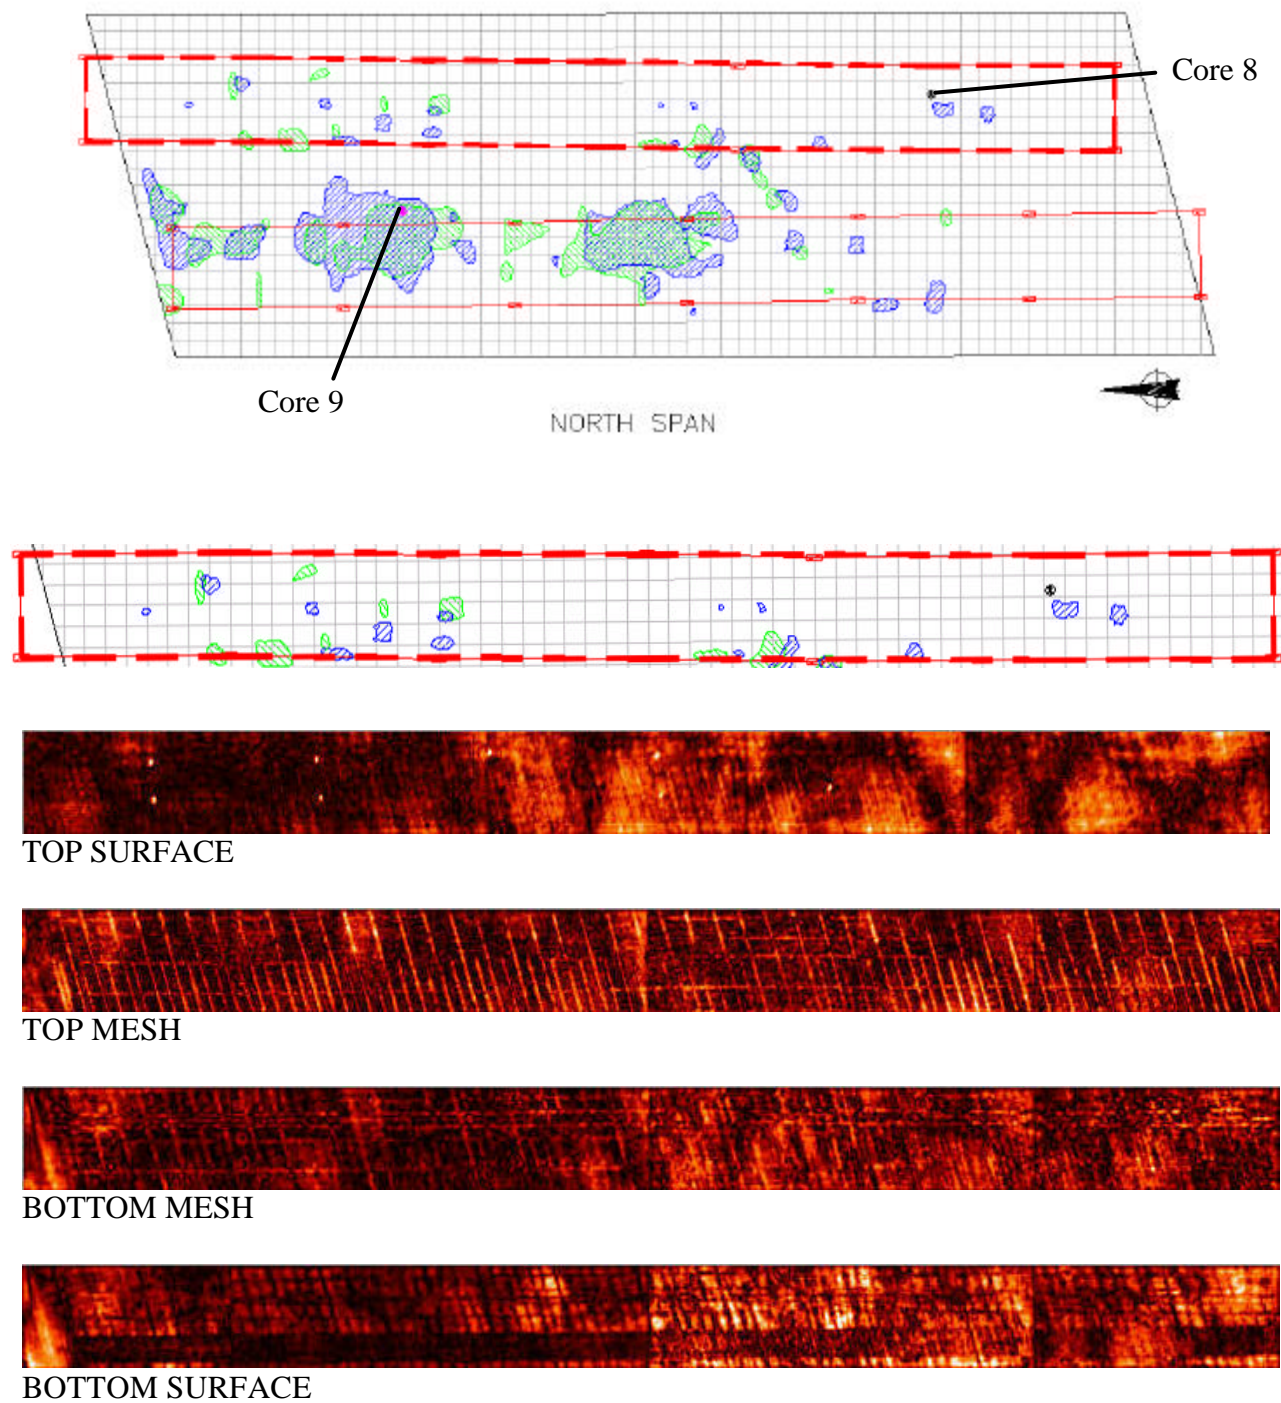 Core 8
Core 9
NORTH SPAN
TOP SURFACE
TOP MESH
BOTTOM MESH
BOTTOM SURFACE